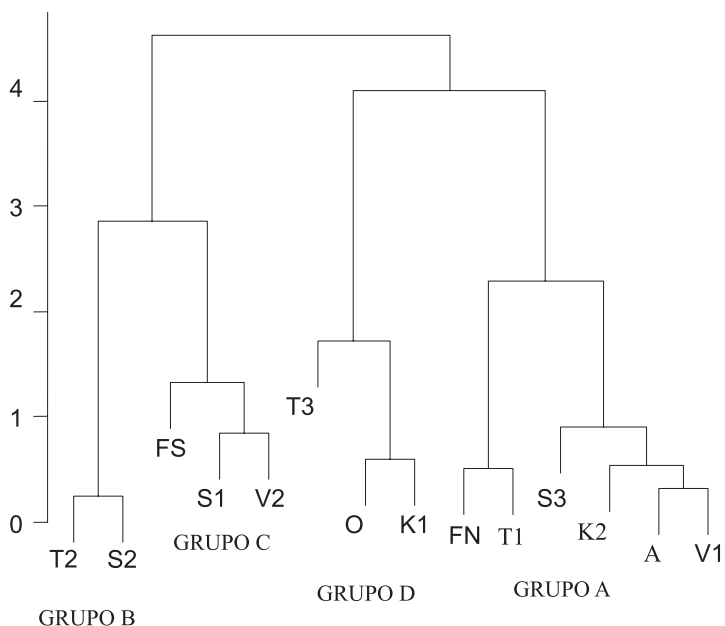 4
3
2
1
0
T3
FS
S1 V2
S3
O K1
FN T1 K2
GRUPO C
T2 S2
A V1
GRUPO D
GRUPO A
GRUPO B